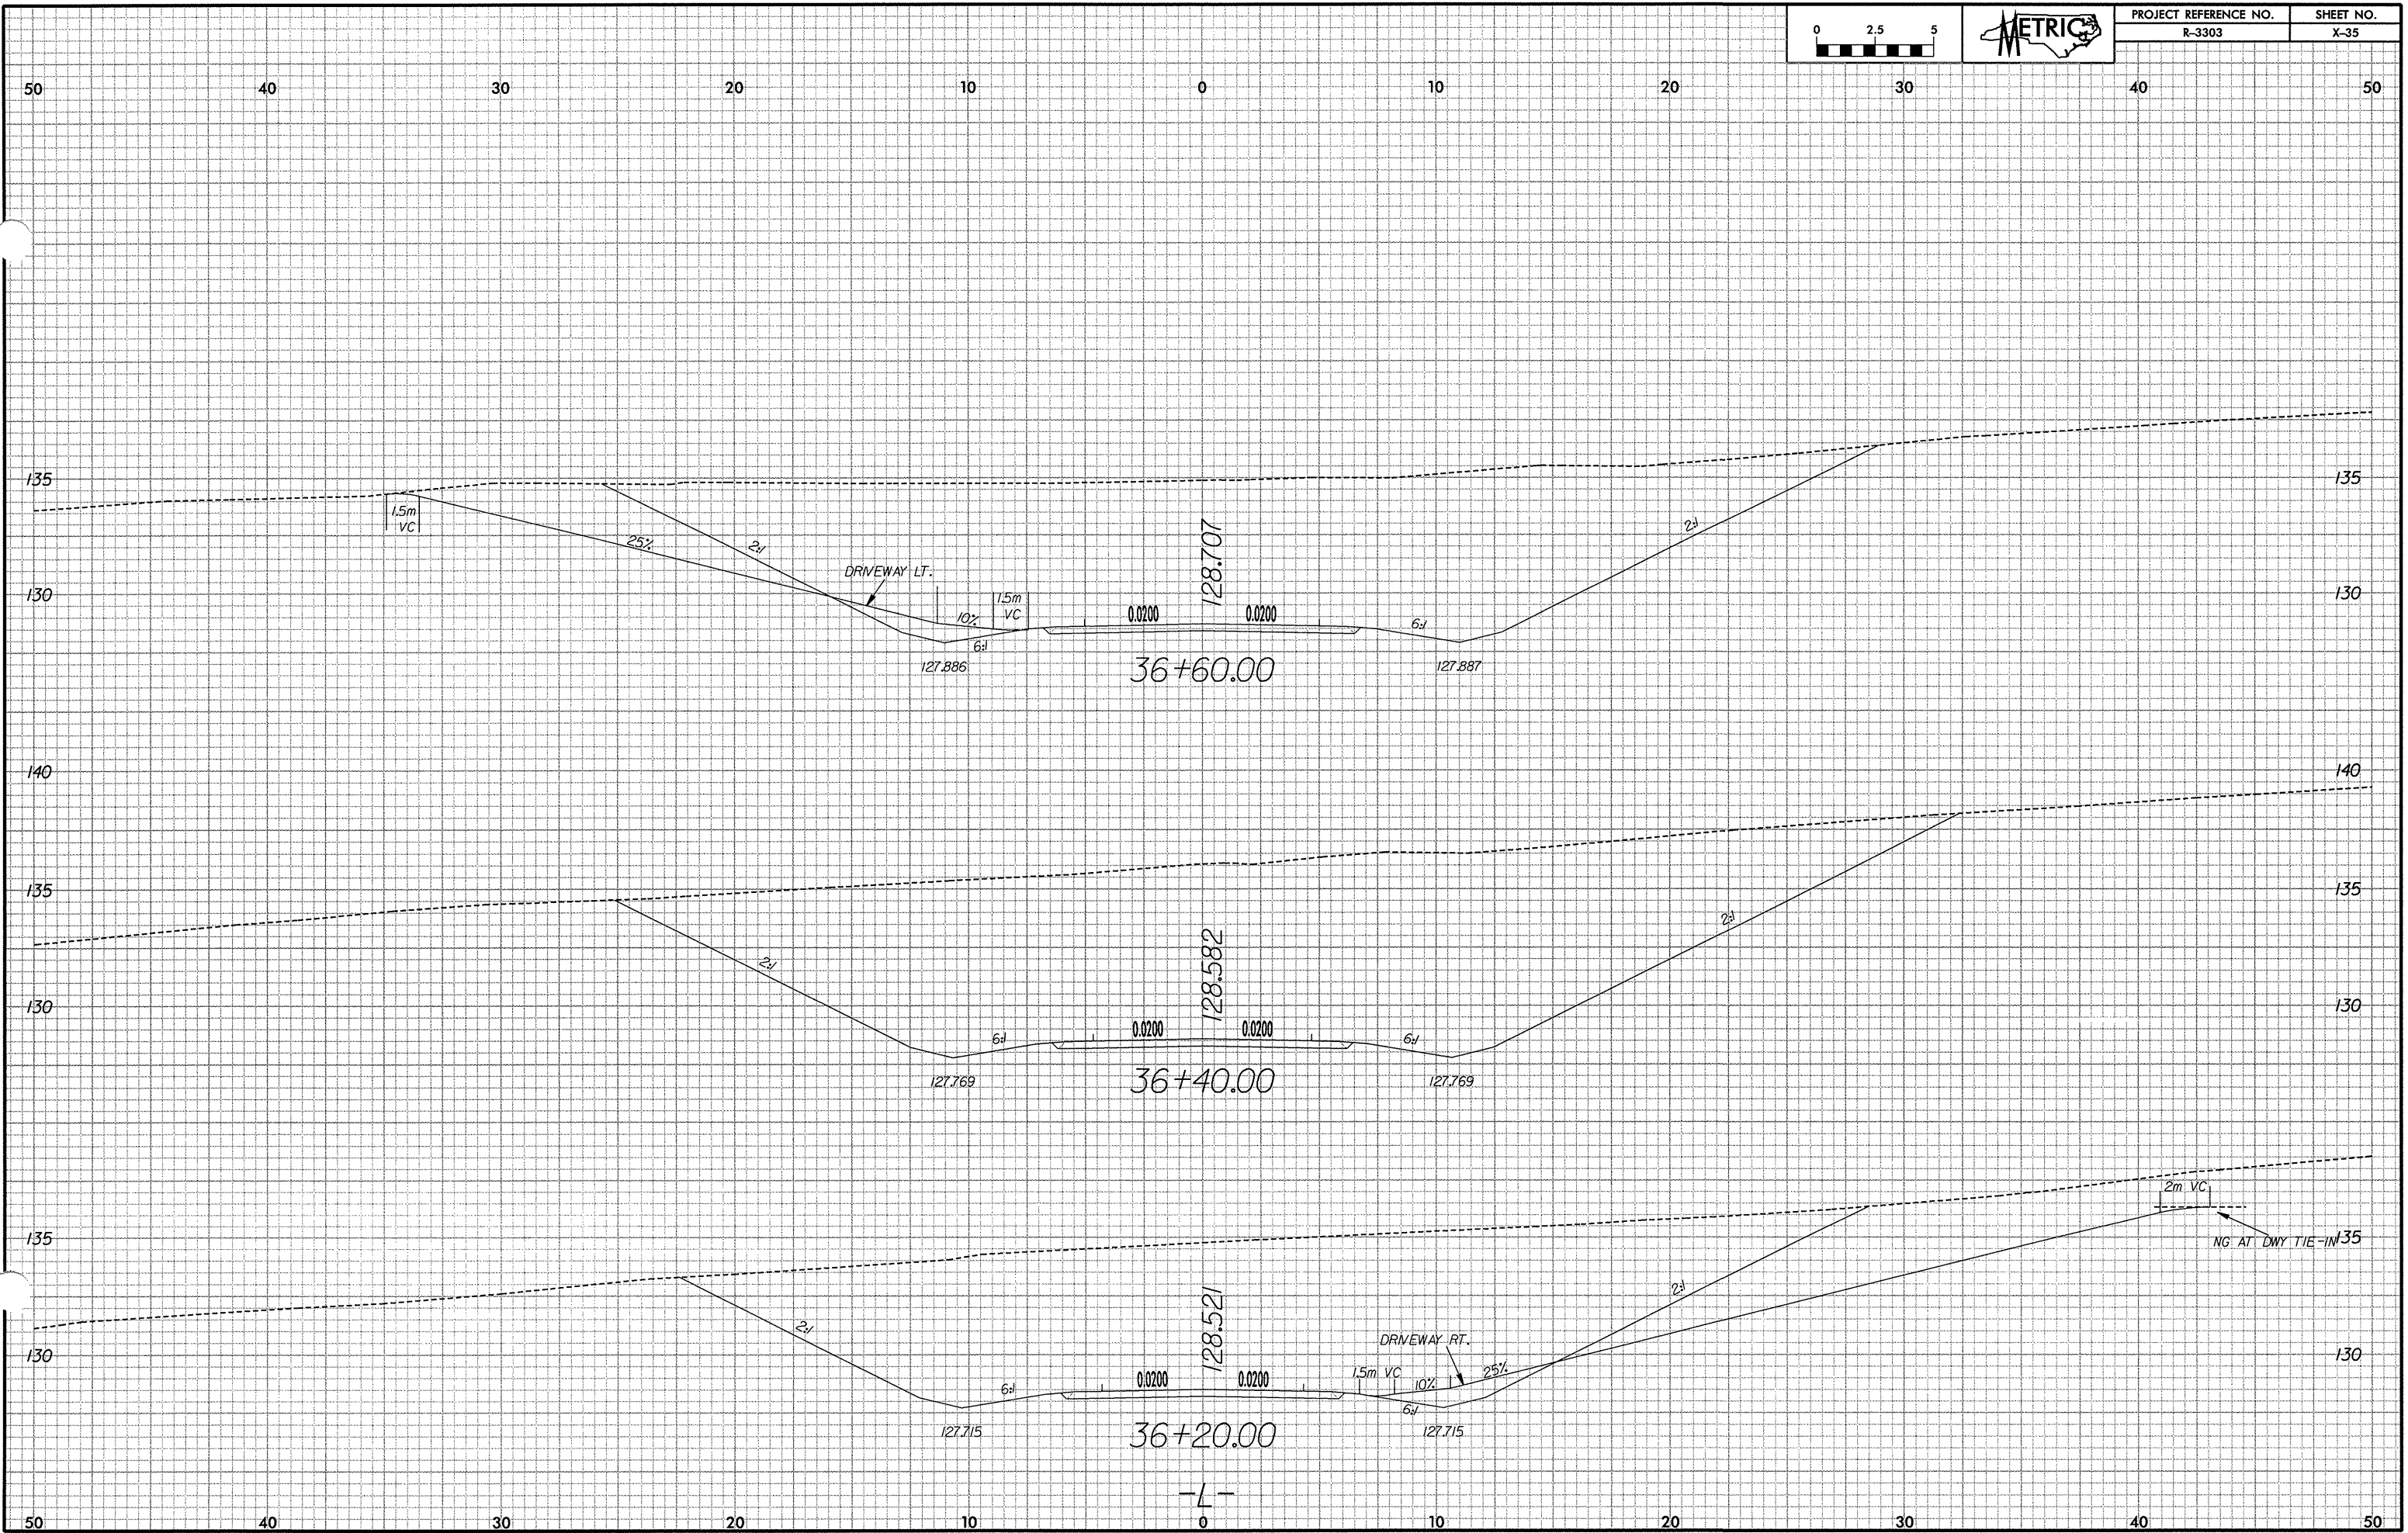 0 2.5 5
METRIC
PROJECT REFERENCE NO. SHEET NO.
R-3303 X-35
50 40 30 20 10 0 10 20 30 40 50
135 135
1.5m
VC
25%
2:1
2:1
128.707
DRIVEWAY LT.
130 130
1.5m
VC
10%
0.0200 0.0200
6:1
6:1
127.886 127.887
36+60.00
140 140
135 135
2:1
2:1
128.582
130 130
0.0200 0.0200
6:1 6:1
127.769 127.769
36+40.00
2m VC
135 135
NG AT DWY TIE-IN
2:1
2:1
128.521
DRIVEWAY RT.
130 130
1.5m VC
25%
10%
0.0200 0.0200
6:1
6:1
127.715 127.715
36+20.00
-L-
50 40 30 20 10 0 10 20 30 40 50